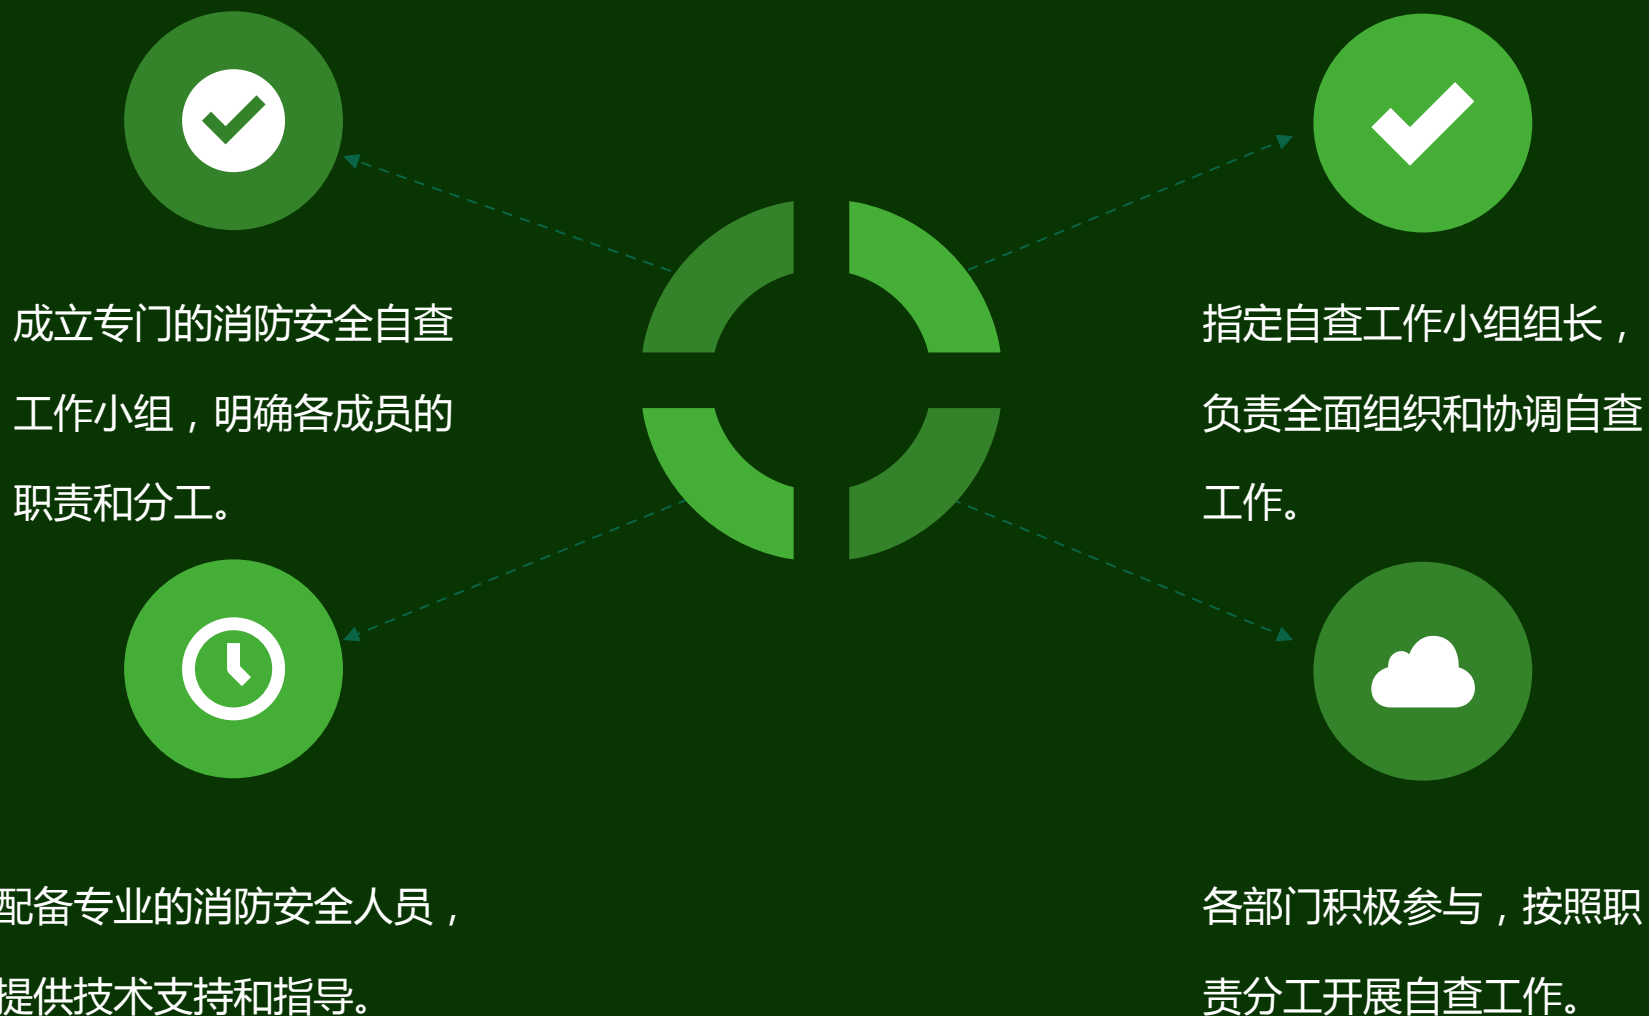 成立专门的消防安全自查
工作小组，明确各成员的
职责和分工。
指定自查工作小组组长，
负责全面组织和协调自查
工作。
配备专业的消防安全人员，
提供技术支持和指导。
各部门积极参与，按照职
责分工开展自查工作。